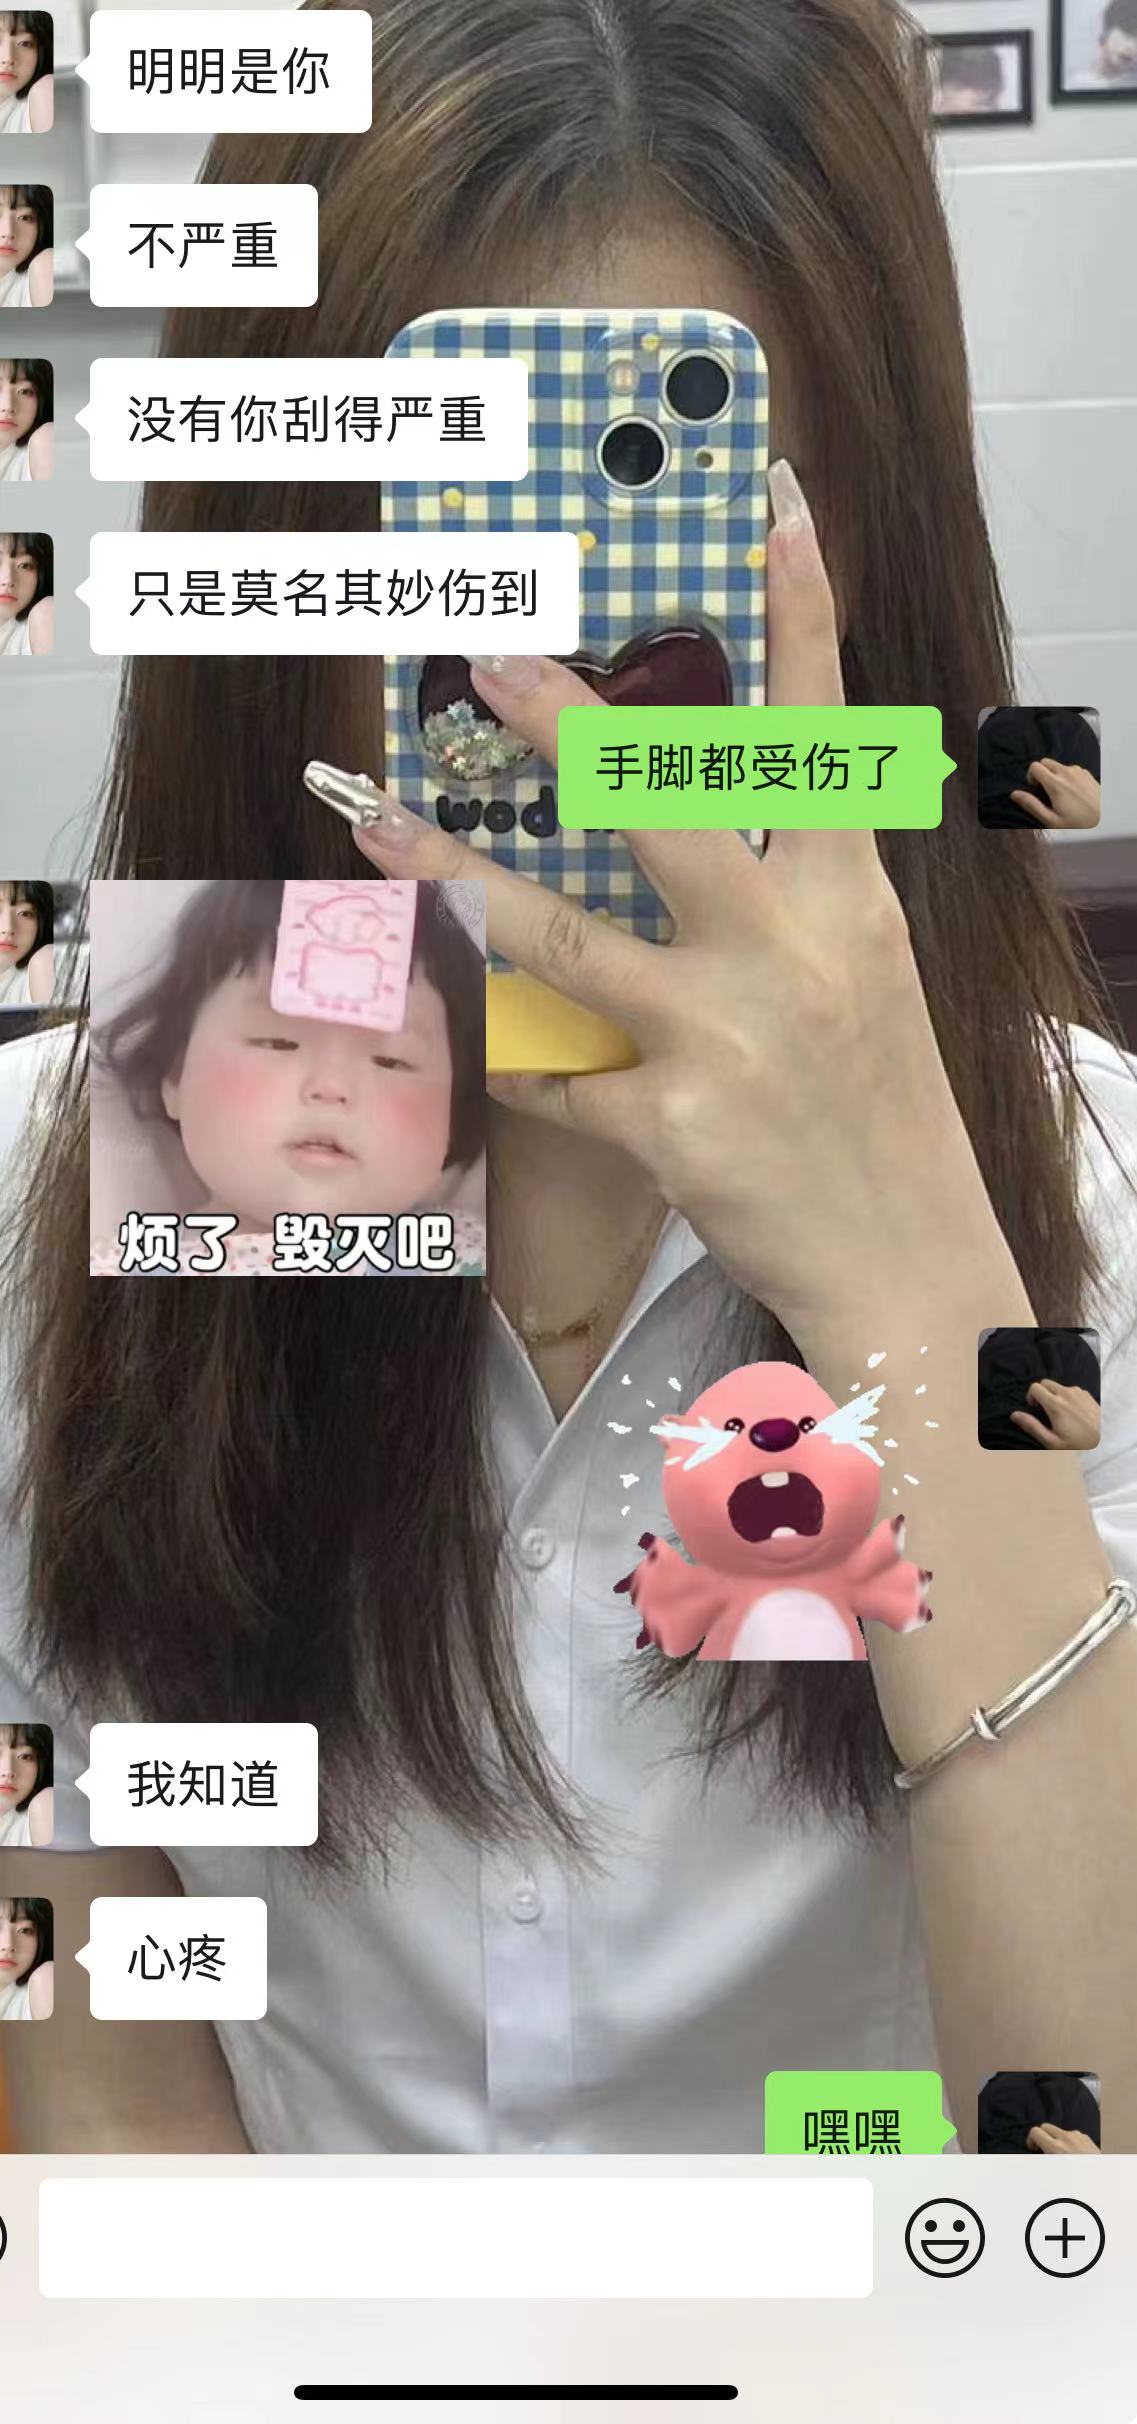 明明是你
不严重
没有你刮得严重
只是莫名其妙伤到
手脚都受伤了
烦了 毁灭吧
我知道
心疼
嘿嘿